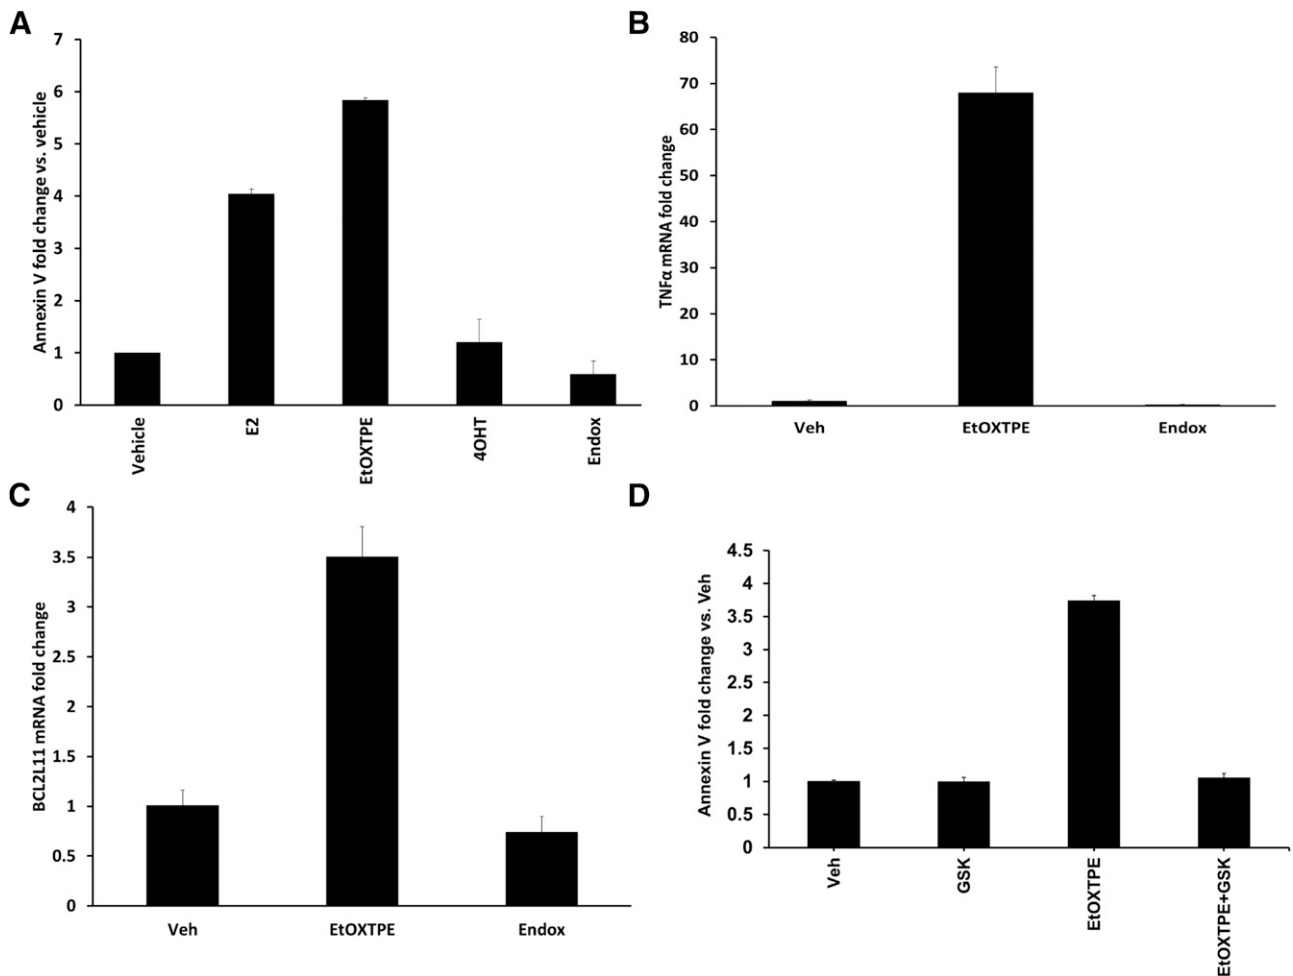 A
Annexin V fold change vs. vehicle
7
6
5
4
3
2
1
0
Vehicle
E2
EtOXTPE
4OHT
Endox
B
TNFα mRNA fold change
80
70
60
50
40
30
20
10
0
Veh
EtOXTPE
Endox
C
BCL2L11 mRNA fold change
4
3.5
3
2.5
2
1.5
1
0.5
0
Veh
EtOXTPE
Endox
D
Annexin V fold change vs. Veh
4.5
4
3.5
3
2.5
2
1.5
1
0.5
0
Veh
GSK
EtOXTPE
EtOXTPE+GSK